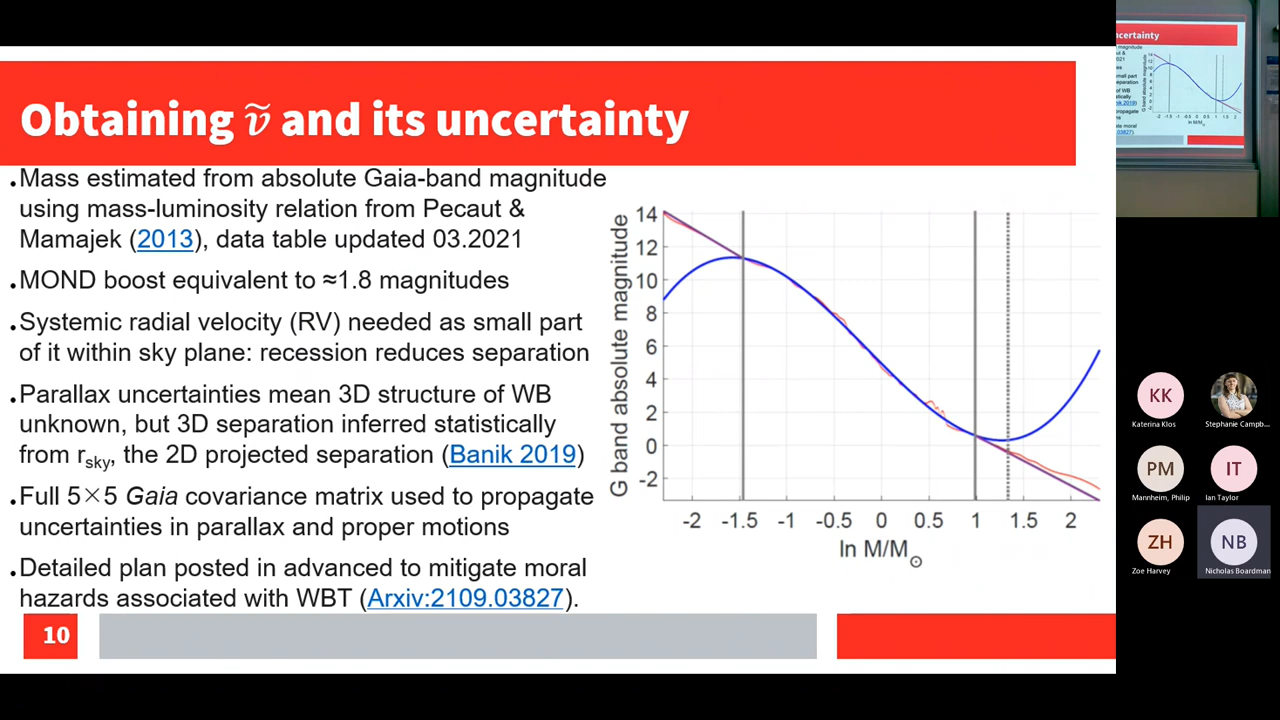 Obtaining ṽ and its uncertainty
.Mass estimated from absolute Gaia-band magnitude
using mass-luminosity relation from Pecaut &
Mamajek (2013), data table updated 03.2021
.MOND boost equivalent to ≈1.8 magnitudes
.Systemic radial velocity (RV) needed as small part
of it within sky plane: recession reduces separation
.Parallax uncertainties mean 3D structure of WB
unknown, but 3D separation inferred statistically
from rsky, the 2D projected separation (Banik 2019)
.Full 5×5 Gaia covariance matrix used to propagate
uncertainties in parallax and proper motions
.Detailed plan posted in advanced to mitigate moral
hazards associated with WBT (Arxiv:2109.03827).
10
G band absolute magnitude
14
12
10
8
6
4
2
0
-2
-2 -1.5 -1 -0.5 0 0.5 1 1.5 2
ln M/M⊙
certainty
KK
Katerina Klos
Stephanie Campb...
PM
Mannheim, Philip
IT
Ian Taylor
ZH
Zoe Harvey
NB
Nicholas Boardman